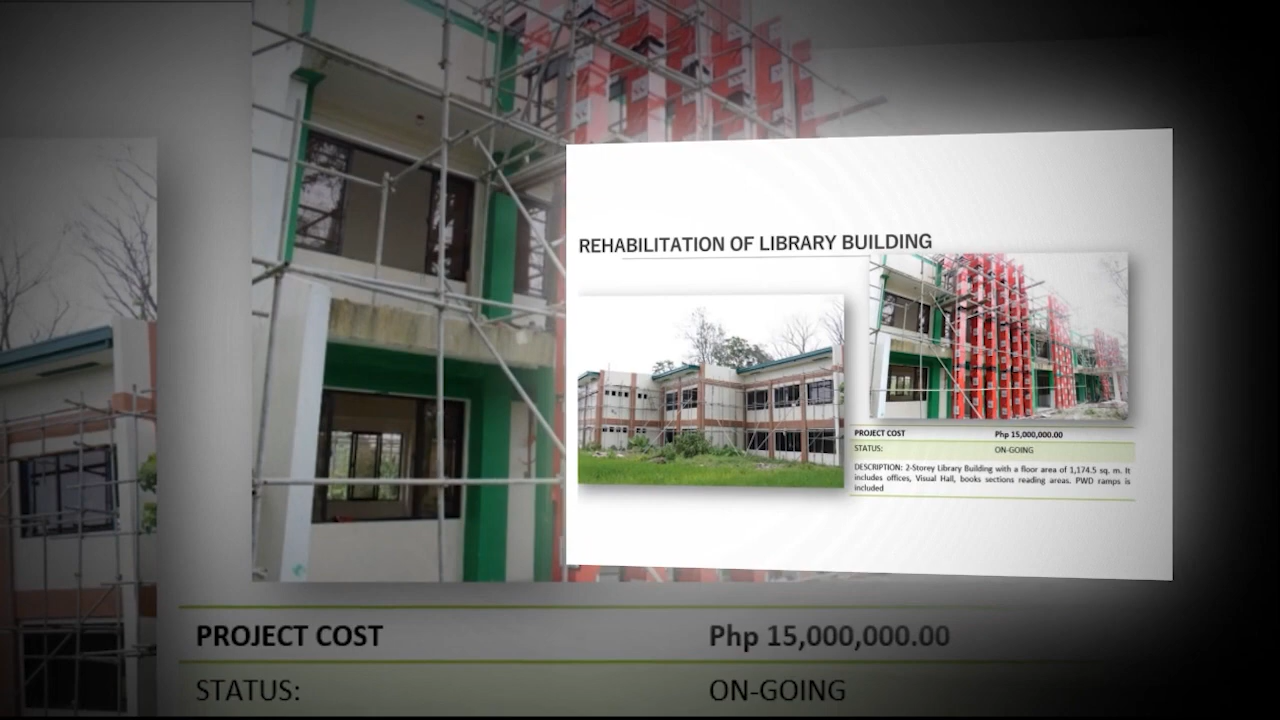 REHABILITATION OF LIBRARY BUILDING
PROJECT COST Php 15,000,000.00
STATUS: ON-GOING
DESCRIPTION: 2-Storey Library Building with a floor area of 1,174.5 sq. m. It
includes offices, Visual Hall, books sections reading areas. PWD ramps is
included
PROJECT COST Php 15,000,000.00
STATUS: ON-GOING